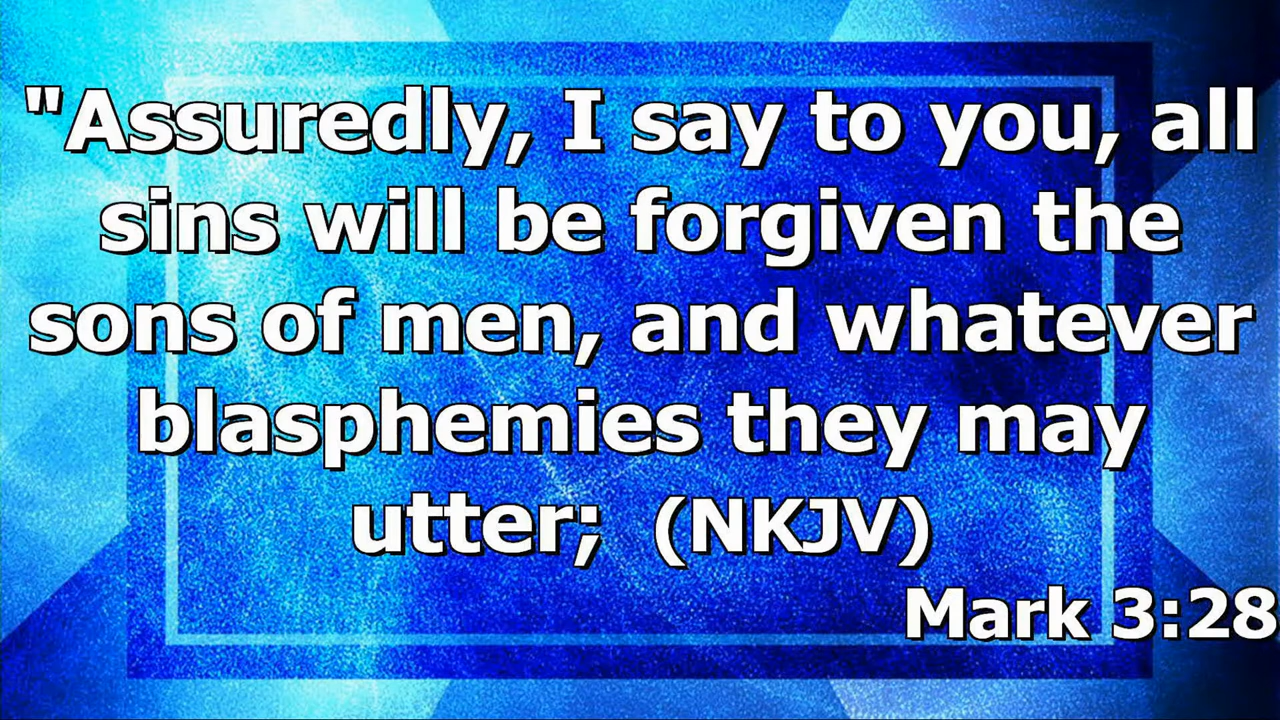 "Assuredly, I say to you, all
sins will be forgiven the
sons of men, and whatever
blasphemies they may
utter;  (NKJV)
Mark 3:28